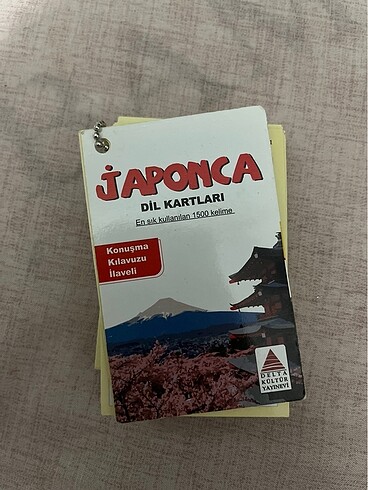 JAPONCA
DİL KARTLARI
En sık kullanılan 1500 kelime
Konuşma
Kılavuzu
İlaveli
DELTA
KÜLTÜR
YAYINEVİ